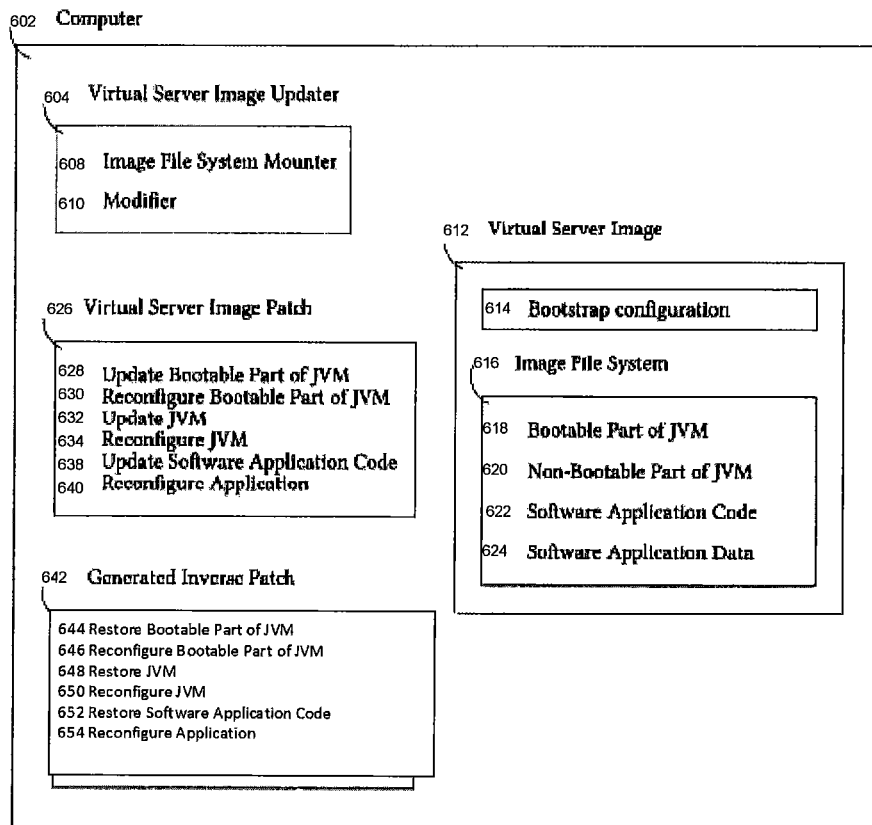 602 Computer
604 Virtual Server Image Updater
608 Image File System Mounter
610 Modifier
612 Virtual Server Image
614 Bootstrap configuration
616 Image File System
618 Bootable Part of JVM
620 Non-Bootable Part of JVM
622 Software Application Code
624 Software Application Data
626 Virtual Server Image Patch
628 Update Bootable Part of JVM
630 Reconfigure Bootable Part of JVM
632 Update JVM
634 Reconfigure JVM
638 Update Software Application Code
640 Reconfigure Application
642 Generated Inverse Patch
644 Restore Bootable Part of JVM
646 Reconfigure Bootable Part of JVM
648 Restore JVM
650 Reconfigure JVM
652 Restore Software Application Code
654 Reconfigure Application